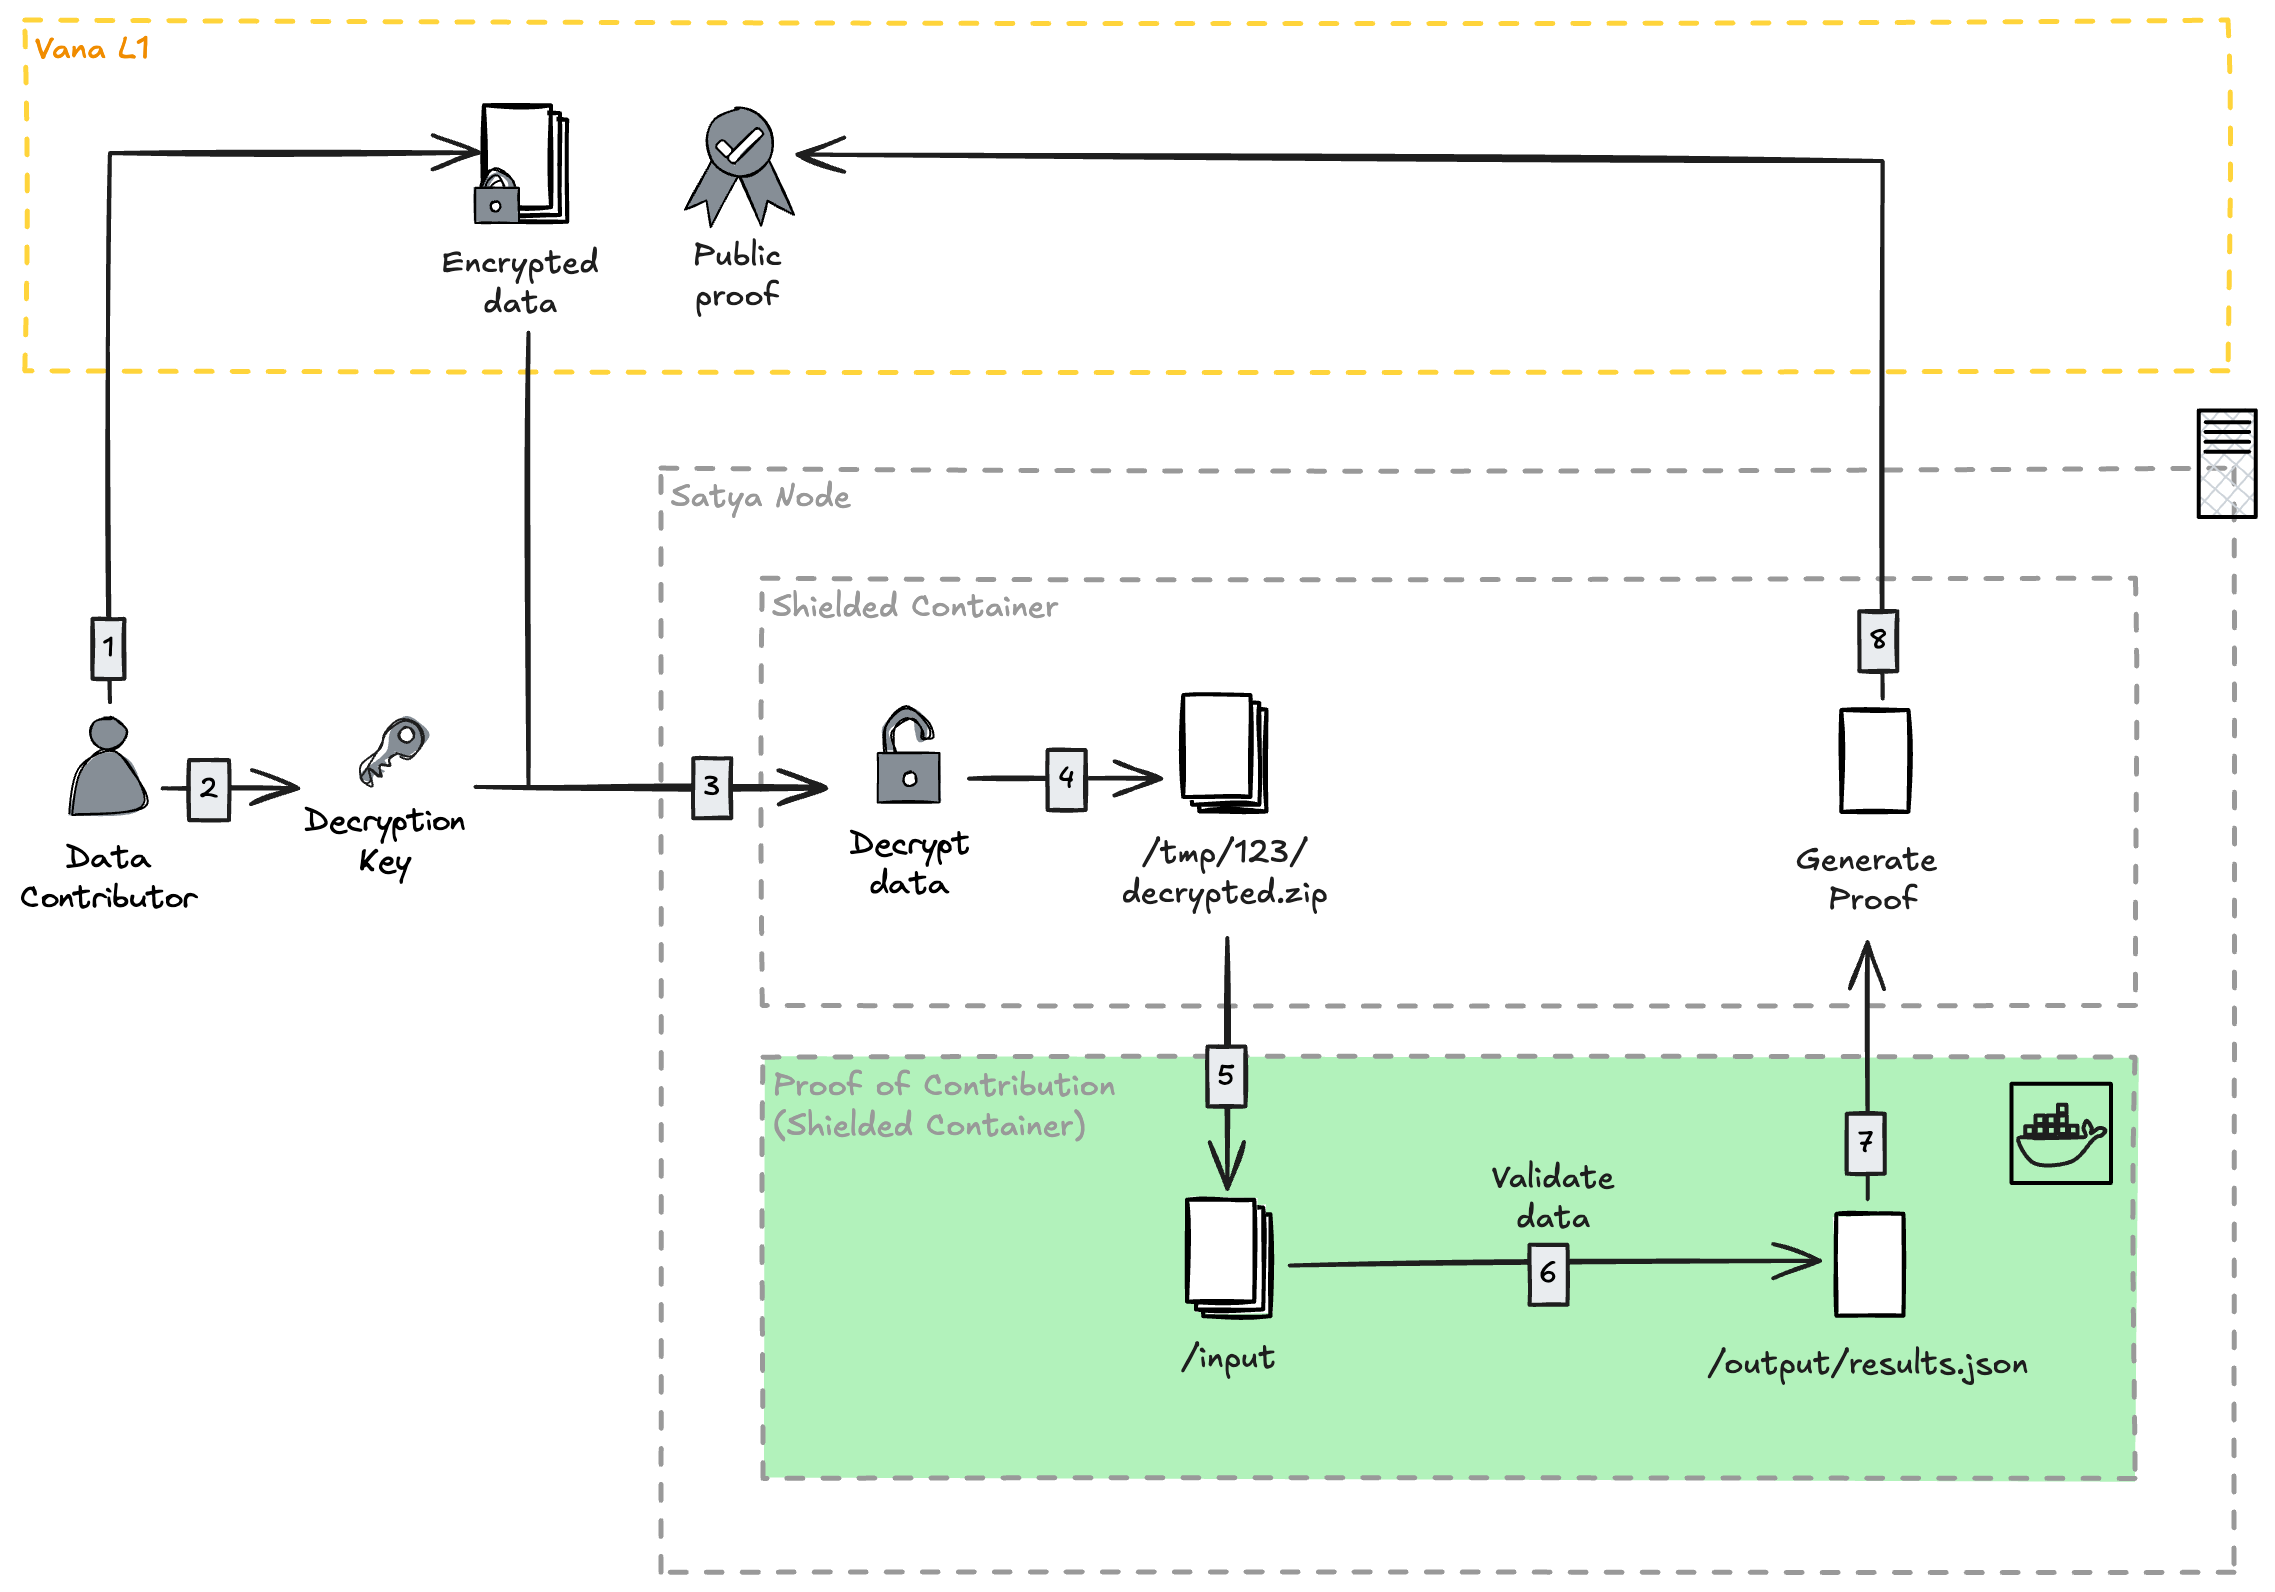 Vana L1
Encrypted
data
Public
proof
Satya Node
Shielded Container
1
8
2
3
4
Decryption
Key
Data
Contributor
Decrypt
data
/tmp/123/
decrypted.zip
Generate
Proof
Proof of Contribution
(Shielded Container)
5
7
Validate
data
6
/input
/output/results.json